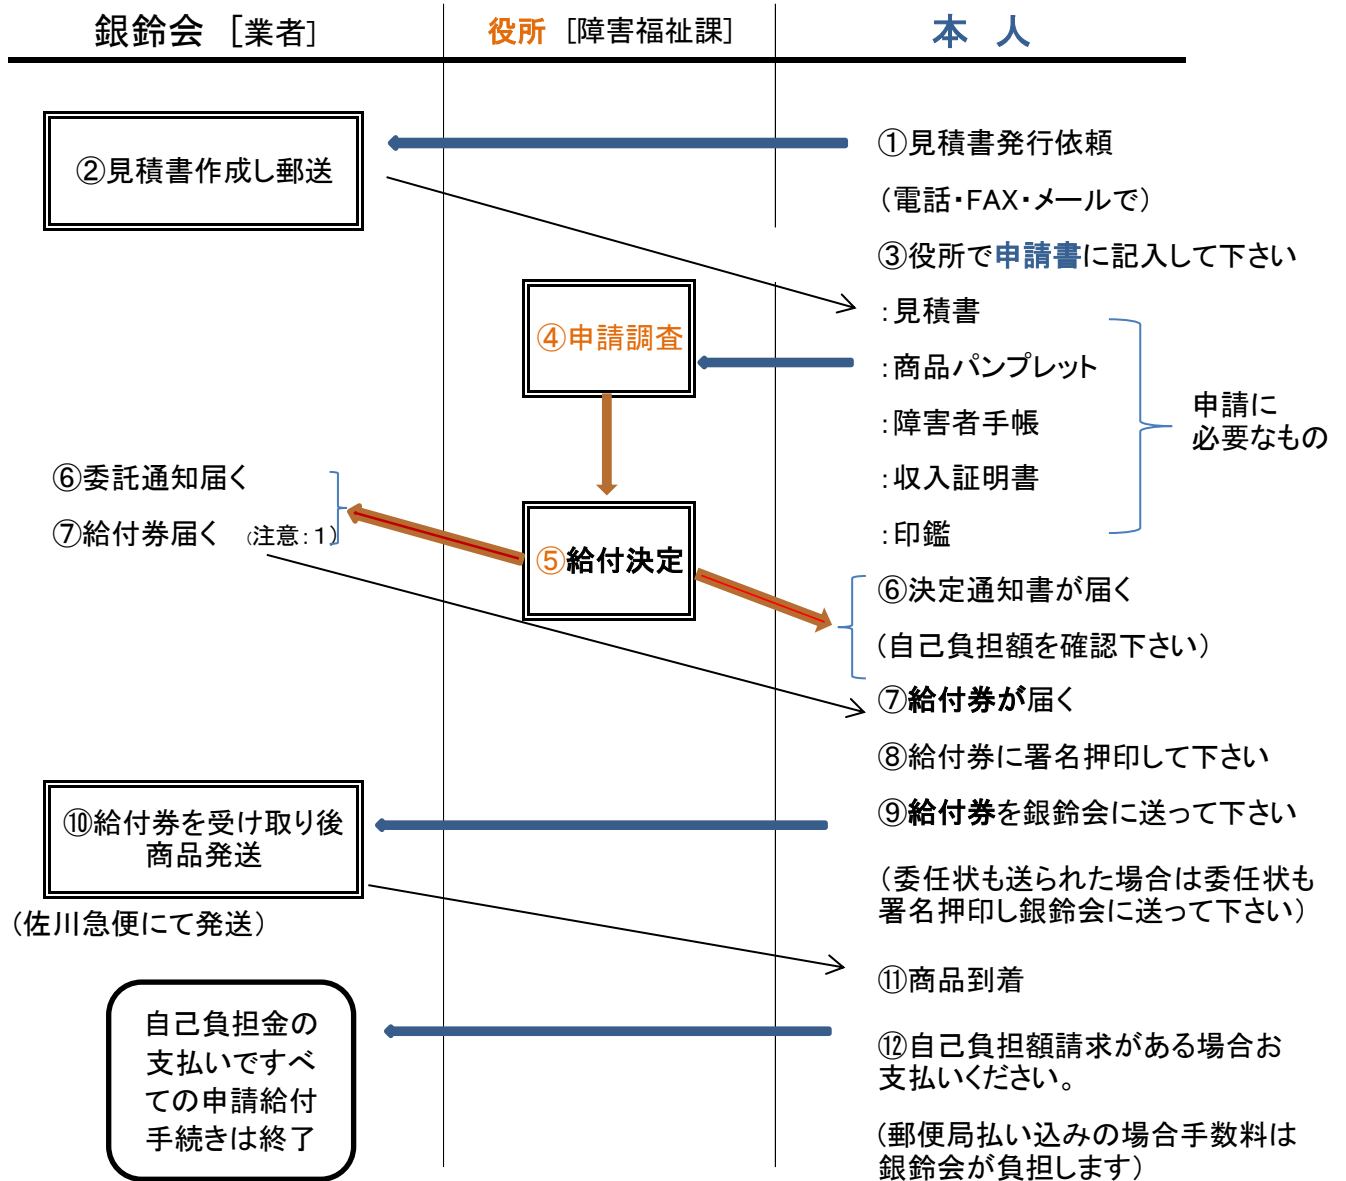 銀鈴会 [業者]
役所 [障害福祉課]
本 人
①見積書発行依頼
②見積書作成し郵送
（電話・FAX・メールで）
③役所で申請書に記入して下さい
:見積書
④申請調査
:商品パンプレット
申請に
必要なもの
:障害者手帳
⑥委託通知届く
:収入証明書
⑦給付券届く （注意：１）
:印鑑
⑤給付決定
⑥決定通知書が届く
（自己負担額を確認下さい）
⑦給付券が届く
⑧給付券に署名押印して下さい
⑩給付券を受け取り後
商品発送
⑨給付券を銀鈴会に送って下さい
（委任状も送られた場合は委任状も
署名押印し銀鈴会に送って下さい）
（佐川急便にて発送）
⑪商品到着
自己負担金の
支払いですべ
ての申請給付
手続きは終了
⑫自己負担額請求がある場合お
支払いください。
（郵便局払い込みの場合手数料は
銀鈴会が負担します）